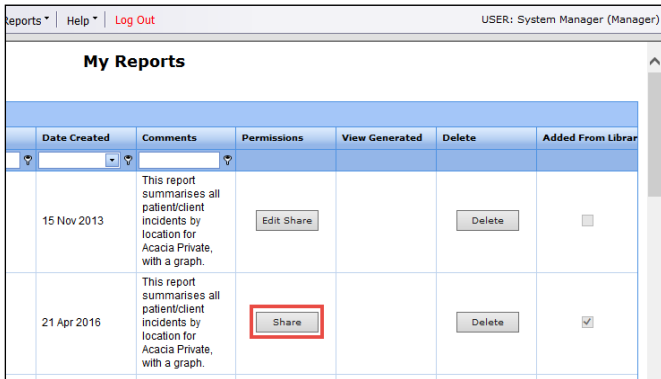 Reports Help Log Out USER: System Manager (Manager)
My Reports
Date Created Comments Permissions View Generated Delete Added From Librar
This report
summarises all
patient/client
15 Nov 2013 incidents by Edit Share Delete
location for
Acacia Private,
with a graph.
This report
summarises all
patient/client
21 Apr 2016 incidents by Share Delete
location for
Acacia Private,
with a graph.